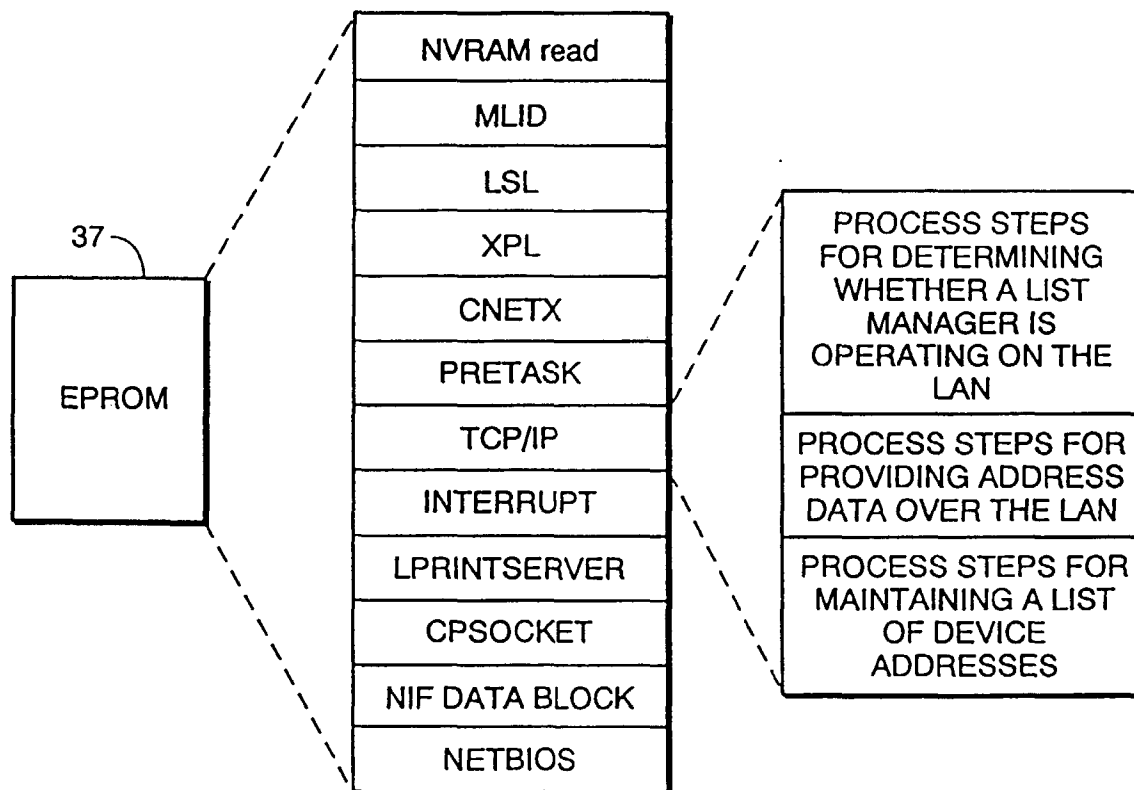 37
EPROM
NVRAM read
MLID
LSL
XPL
CNETX
PRETASK
TCP/IP
INTERRUPT
LPRINTSERVER
CPSOCKET
NIF DATA BLOCK
NETBIOS
PROCESS STEPS
FOR DETERMINING
WHETHER A LIST
MANAGER IS
OPERATING ON THE
LAN
PROCESS STEPS FOR
PROVIDING ADDRESS
DATA OVER THE LAN
PROCESS STEPS FOR
MAINTAINING A LIST
OF DEVICE
ADDRESSES